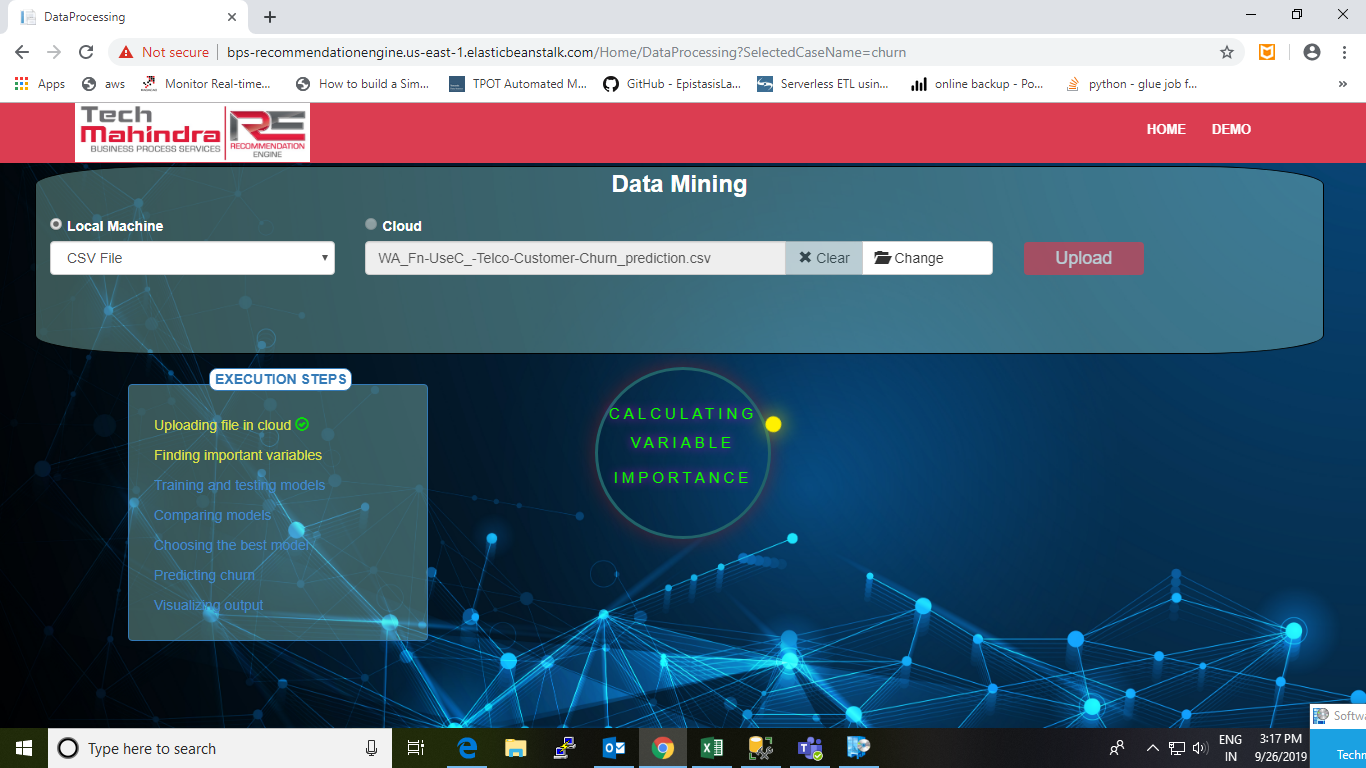 DataProcessing
Not secure
bps-recommendationengine.us-east-1.elasticbeanstalk.com/Home/DataProcessing?SelectedCaseName=churn
Apps
aws
Monitor Real-time...
How to build a Sim...
TPOT Automated M...
GitHub - EpistasisLa...
Serverless ETL usin...
online backup - Po...
python - glue job f...
»
Tech
Mahindra
BUSINESS PROCESS SERVICES
RE
RECOMMENDATION
ENGINE
HOME
DEMO
Data Mining
Local Machine
Cloud
CSV File
WA_Fn-UseC_-Telco-Customer-Churn_prediction.csv
Clear
Change
Upload
EXECUTION STEPS
Uploading file in cloud
Finding important variables
Training and testing models
Comparing models
Choosing the best model
Predicting churn
Visualizing output
CALCULATING
VARIABLE
IMPORTANCE
Softwa
Techn
Type here to search
ENG
IN
3:17 PM
9/26/2019